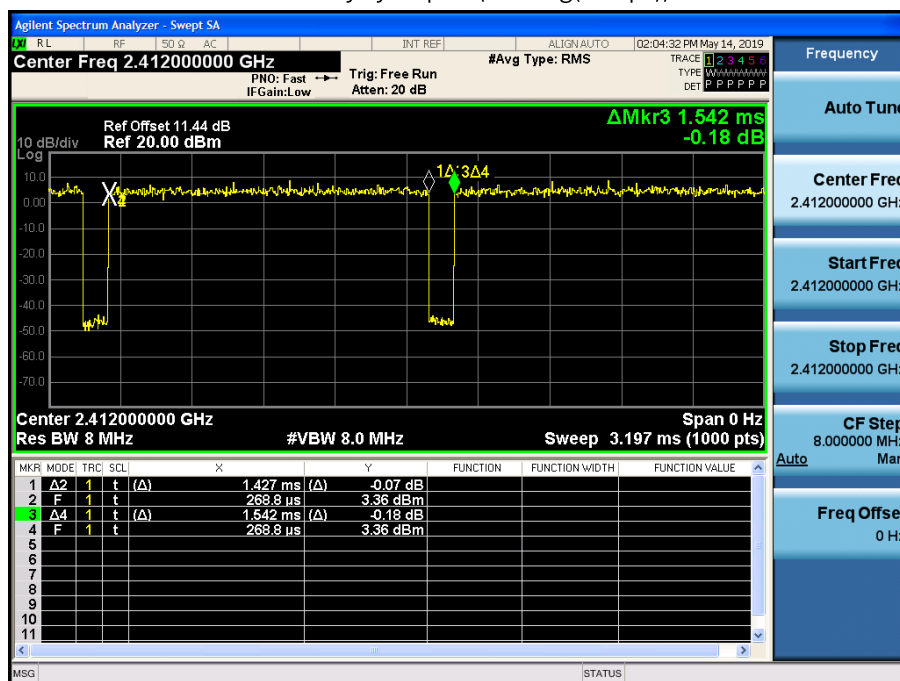 Agilent Spectrum Analyzer - Swept SA
LXI RL RF 50 Ω AC INT REF ALIGN AUTO 02:04:32 PM May 14, 2019
Center Freq 2.412000000 GHz
#Avg Type: RMS
TRACE 1 2 3 4 5 6
TYPE WWWWWW
DET P P P P P P
PNO: Fast
IFGain:Low
Trig: Free Run
Atten: 20 dB
ΔMkr3 1.542 ms
-0.18 dB
Ref Offset 11.44 dB
10 dB/div Ref 20.00 dBm
Log
10.0
0.00
-10.0
-20.0
-30.0
-40.0
-50.0
-60.0
-70.0
3Δ4
Center 2.412000000 GHz Span 0 Hz
Res BW 8 MHz #VBW 8.0 MHz Sweep 3.197 ms (1000 pts)
MKR MODE TRC SCL X Y FUNCTION FUNCTION WIDTH FUNCTION VALUE
1 Δ2 1 t (Δ) 1.427 ms (Δ) -0.07 dB
2 F 1 t 268.8 µs 3.36 dBm
3 Δ4 1 t (Δ) 1.542 ms (Δ) -0.18 dB
4 F 1 t 268.8 µs 3.36 dBm
5
6
7
8
9
10
11
MSG STATUS
Frequency
Auto Tune
Center Freq
2.412000000 GHz
Start Freq
2.412000000 GHz
Stop Freq
2.412000000 GHz
CF Step
8.000000 MHz
Auto Man
Freq Offset
0 Hz